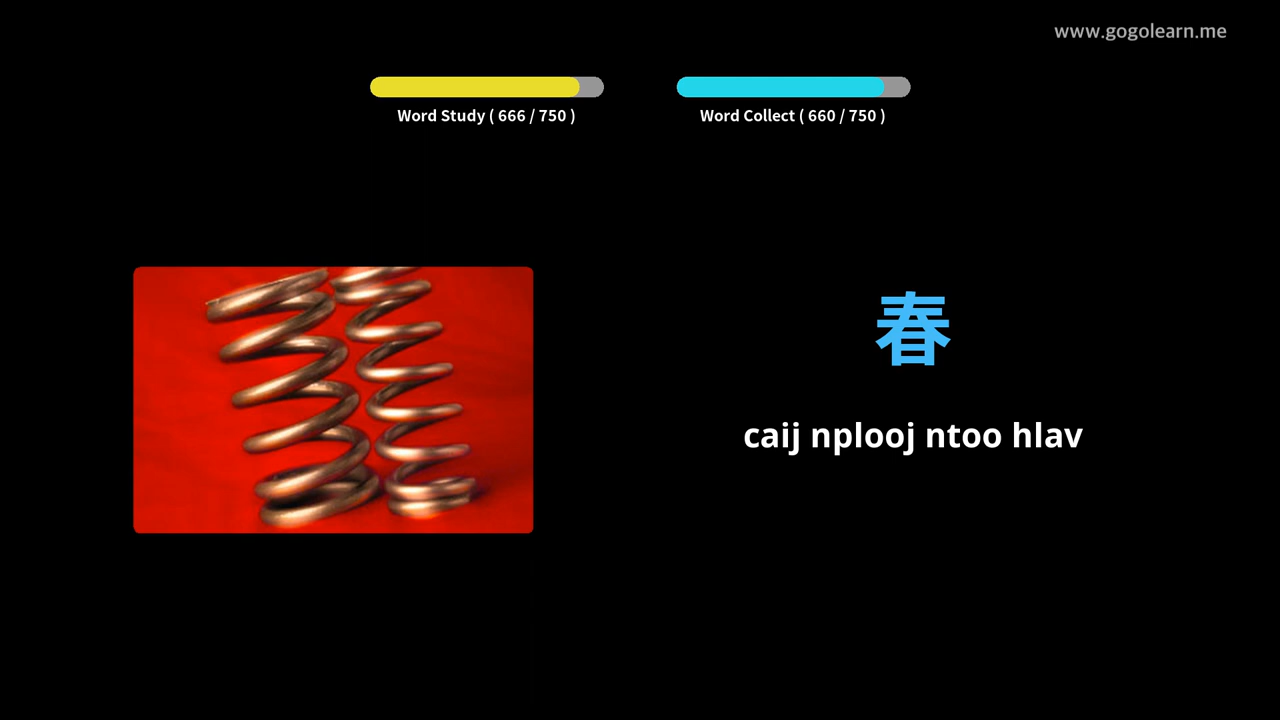 www.gogolearn.me
Word Study ( 666 / 750 )
Word Collect ( 660 / 750 )
春
caij nplooj ntoo hlav